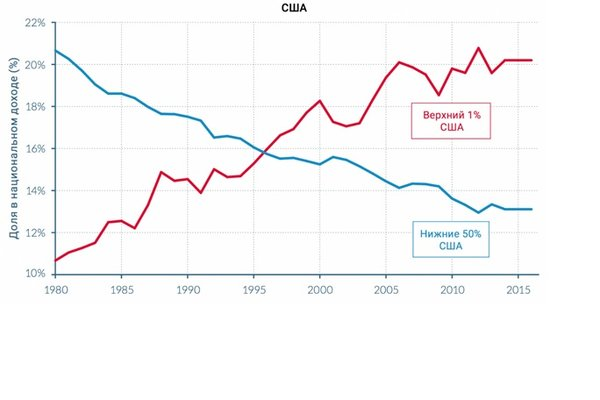 США
Доля в национальном доходе (%)
22%
20%
18%
16%
14%
12%
10%
Верхний 1%
США
Нижние 50%
США
1980
1985
1990
1995
2000
2005
2010
2015